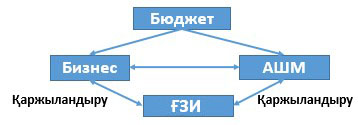 Бюджет
Бизнес
АШМ
Қаржыландыру
Қаржыландыру
ҒЗИ